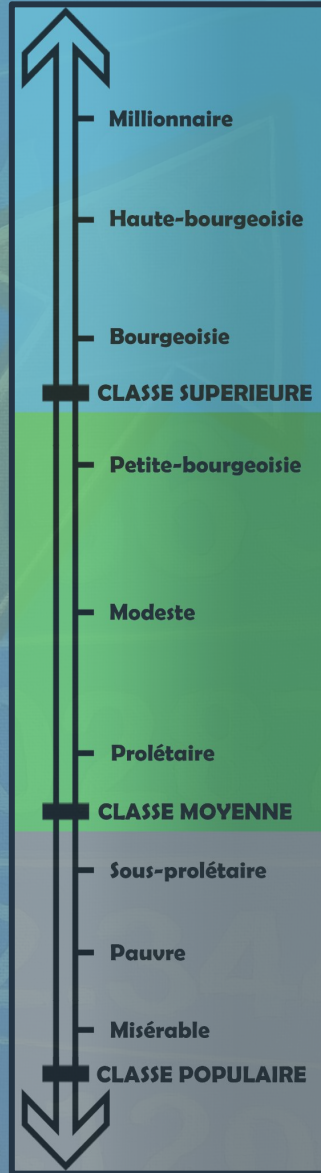 Millionnaire
Haute-bourgeoisie
Bourgeoisie
CLASSE SUPERIEURE
Petite-bourgeoisie
Modeste
Prolétaire
CLASSE MOYENNE
Sous-prolétaire
Pauvre
Misérable
CLASSE POPULAIRE